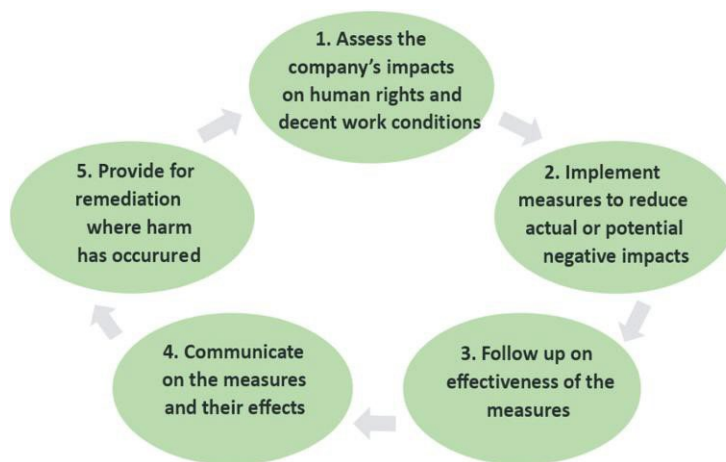 1. Assess the
company's impacts
on human rights and
decent work conditions
2. Implement
measures to reduce
actual or potential
negative impacts
3. Follow up on
effectiveness of the
measures
4. Communicate
on the measures
and their effects
5. Provide for
remediation
where harm
has occurured